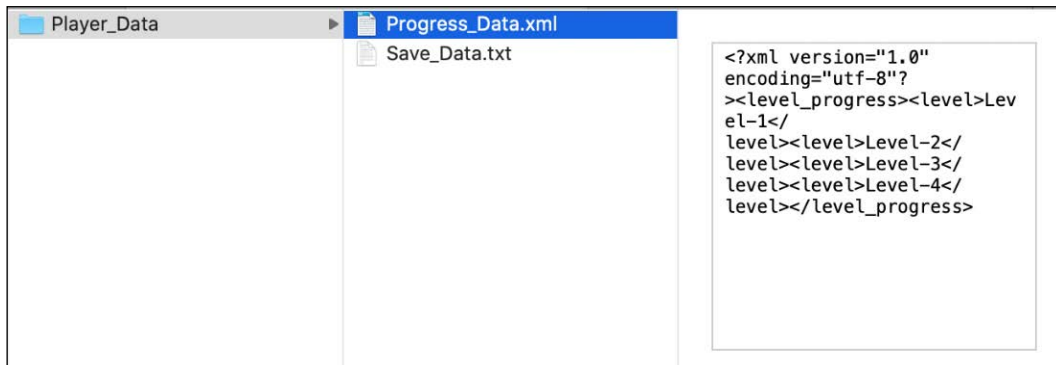 Player_Data
Progress_Data.xml
Save_Data.txt
<?xml version="1.0"
encoding="utf-8"?
><level_progress><level>Lev
el-1</
level><level>Level-2</
level><level>Level-3</
level><level>Level-4</
level></level_progress>